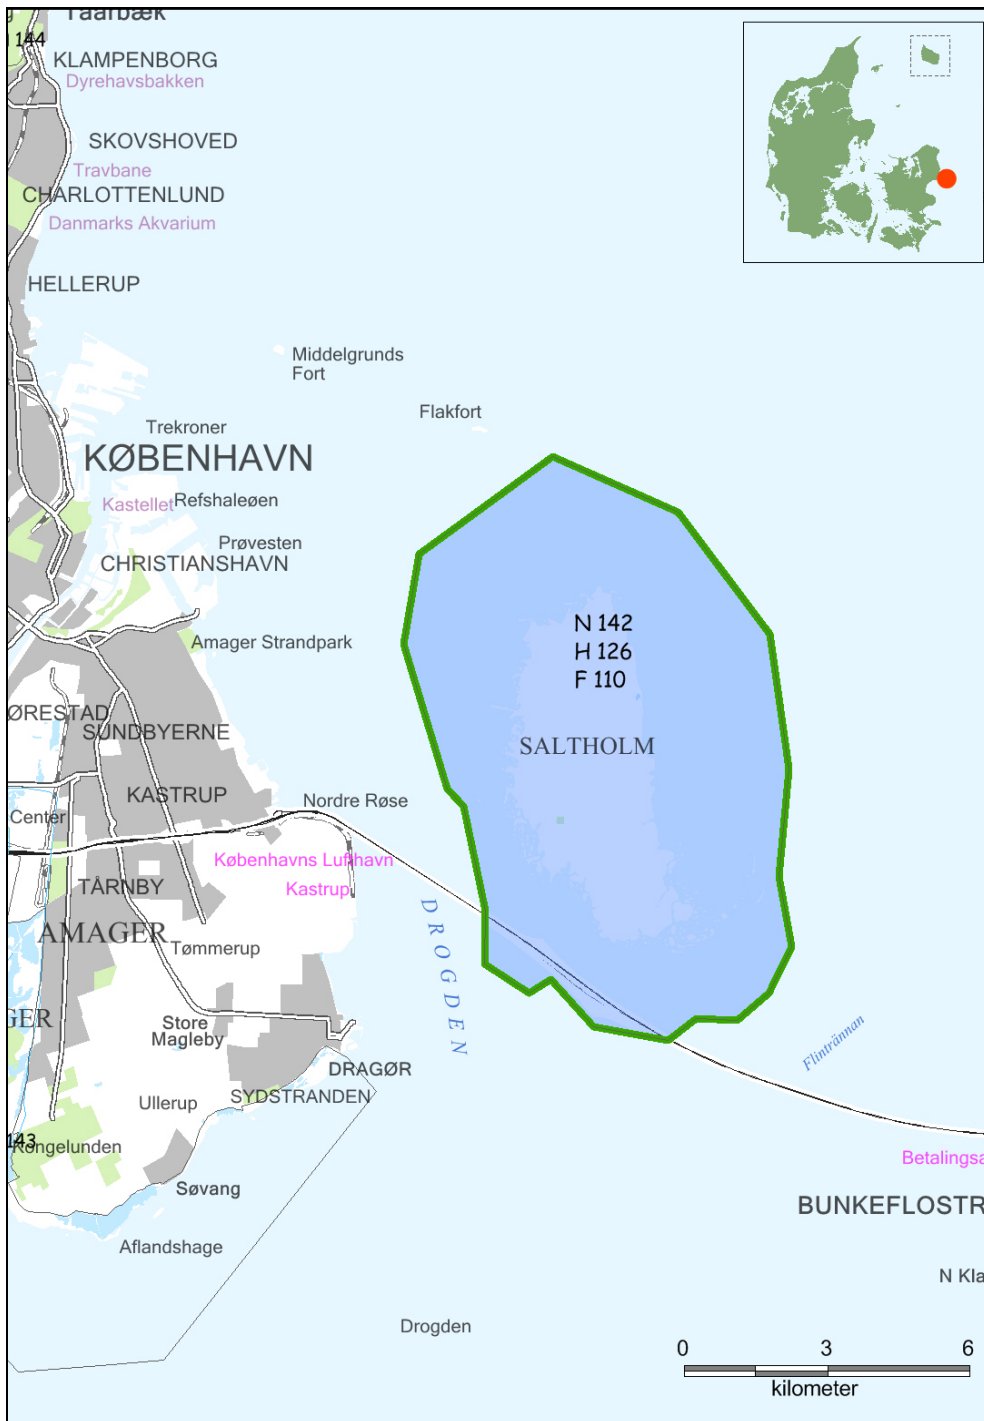 Taarbæk
144
KLAMPENBORG
Dyrehavsbakken
SKOVSHOVED
Travbane
CHARLOTTENLUND
Danmarks Akvarium
HELLERUP
Middelgrunds
Fort
Flakfort
Trekroner
KØBENHAVN
Kastellet
Refshaleøen
Prøvesten
CHRISTIANSHAVN
N 142
H 126
F 110
Amager Strandpark
ØRESTAD
SUNDBYERNE
SALTHOLM
KASTRUP
Nordre Røse
Center
Københavns Lufthavn
Kastrup
TÅRNBY
DROGDEN
AMAGER
Tømmerup
GER
Store
Magleby
Flintrännan
DRAGØR
SYDSTRANDEN
Ullerup
143
Kongelunden
Betalingsa
Søvang
BUNKEFLOSTR
Aflandshage
N Kla
Drogden
0 3 6
kilometer